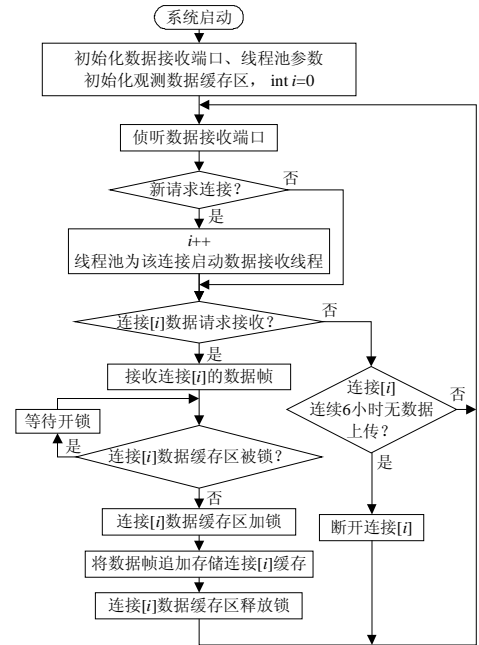 系统启动
初始化数据接收端口、线程池参数
初始化观测数据缓存区， int i=0
侦听数据接收端口
新请求连接？
否
是
i++
线程池为该连接启动数据接收线程
连接[i]数据请求接收？
否
是
接收连接[i]的数据帧
连接[i]
连续6小时无数据
上传？
否
等待开锁
是
连接[i]数据缓存区被锁？
是
否
连接[i]数据缓存区加锁
断开连接[i]
将数据帧追加存储连接[i]缓存
连接[i]数据缓存区释放锁